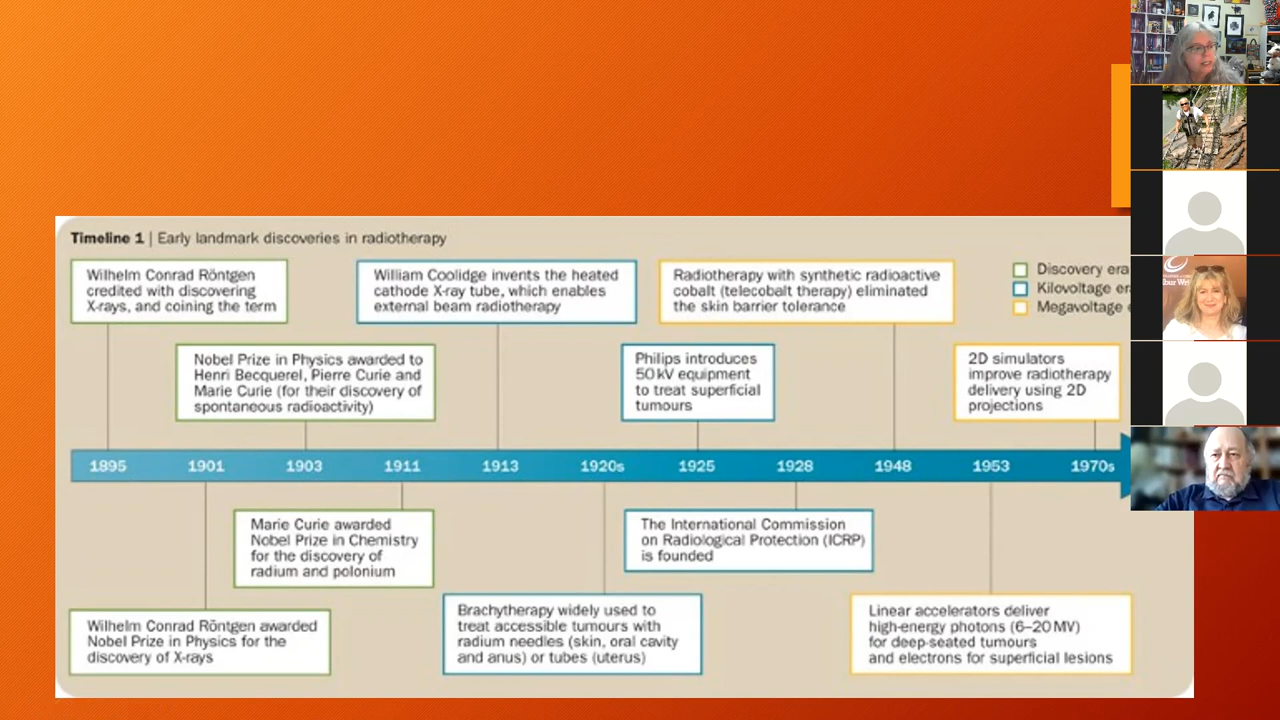 Timeline 1 | Early landmark discoveries in radiotherapy
Wilhelm Conrad Röntgen
credited with discovering
X-rays, and coining the term
William Coolidge invents the heated
cathode X-ray tube, which enables
external beam radiotherapy
Radiotherapy with synthetic radioactive
cobalt (telecobalt therapy) eliminated
the skin barrier tolerance
Discovery era
Kilovoltage er
Megavoltage
Nobel Prize in Physics awarded to
Henri Becquerel, Pierre Curie and
Marie Curie (for their discovery of
spontaneous radioactivity)
Philips introduces
50 kV equipment
to treat superficial
tumours
2D simulators
improve radiotherapy
delivery using 2D
projections
1895 1901 1903 1911 1913 1920s 1925 1928 1948 1953 1970s
Marie Curie awarded
Nobel Prize in Chemistry
for the discovery of
radium and polonium
The International Commission
on Radiological Protection (ICRP)
is founded
Wilhelm Conrad Röntgen awarded
Nobel Prize in Physics for the
discovery of X-rays
Brachytherapy widely used to
treat accessible tumours with
radium needles (skin, oral cavity
and anus) or tubes (uterus)
Linear accelerators deliver
high-energy photons (6–20 MV)
for deep-seated tumours
and electrons for superficial lesions